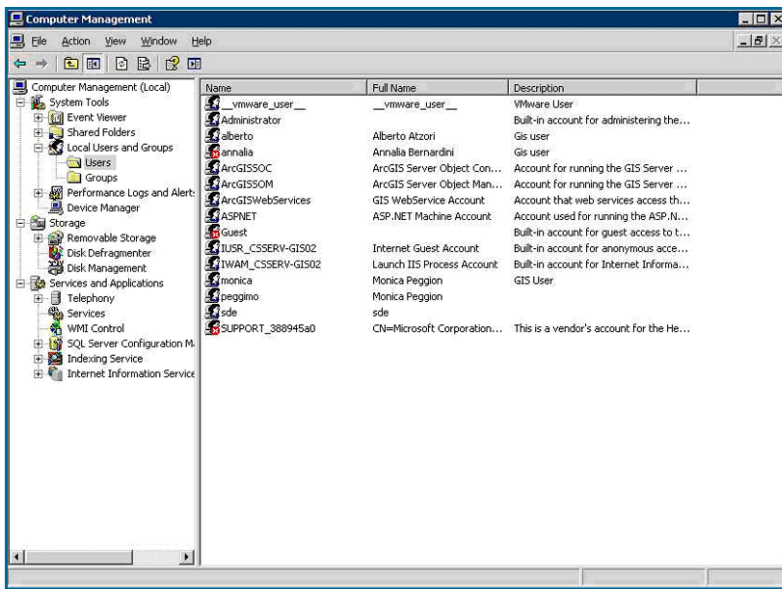 Computer Management
File Action View Window Help
Computer Management (Local)
System Tools
Event Viewer
Shared Folders
Local Users and Groups
Users
Groups
Performance Logs and Alert:
Device Manager
Storage
Removable Storage
Disk Defragmenter
Disk Management
Services and Applications
Telephony
Services
WMI Control
SQL Server Configuration M
Indexing Service
Internet Information Service
Name Full Name Description
__vmware_user__ __vmware_user__ VMware User
Administrator Built-in account for administering the...
alberto Alberto Atzori Gis user
annalia Annalia Bernardini Gis user
ArcGISSOC ArcGIS Server Object Con... Account for running the GIS Server ...
ArcGISSOM ArcGIS Server Object Man... Account for running the GIS Server ...
ArcGISWebServices GIS WebService Account Account that web services access th...
ASPNET ASP.NET Machine Account Account used for running the ASP.N...
Guest Built-in account for guest access to t...
IUSR_CSSERV-GIS02 Internet Guest Account Built-in account for anonymous acce...
IWAM_CSSERV-GIS02 Launch IIS Process Account Built-in account for Internet Informa...
monica Monica Peggion GIS User
peggimo Monica Peggion
sde sde
SUPPORT_388945a0 CN=Microsoft Corporation... This is a vendor's account for the He...